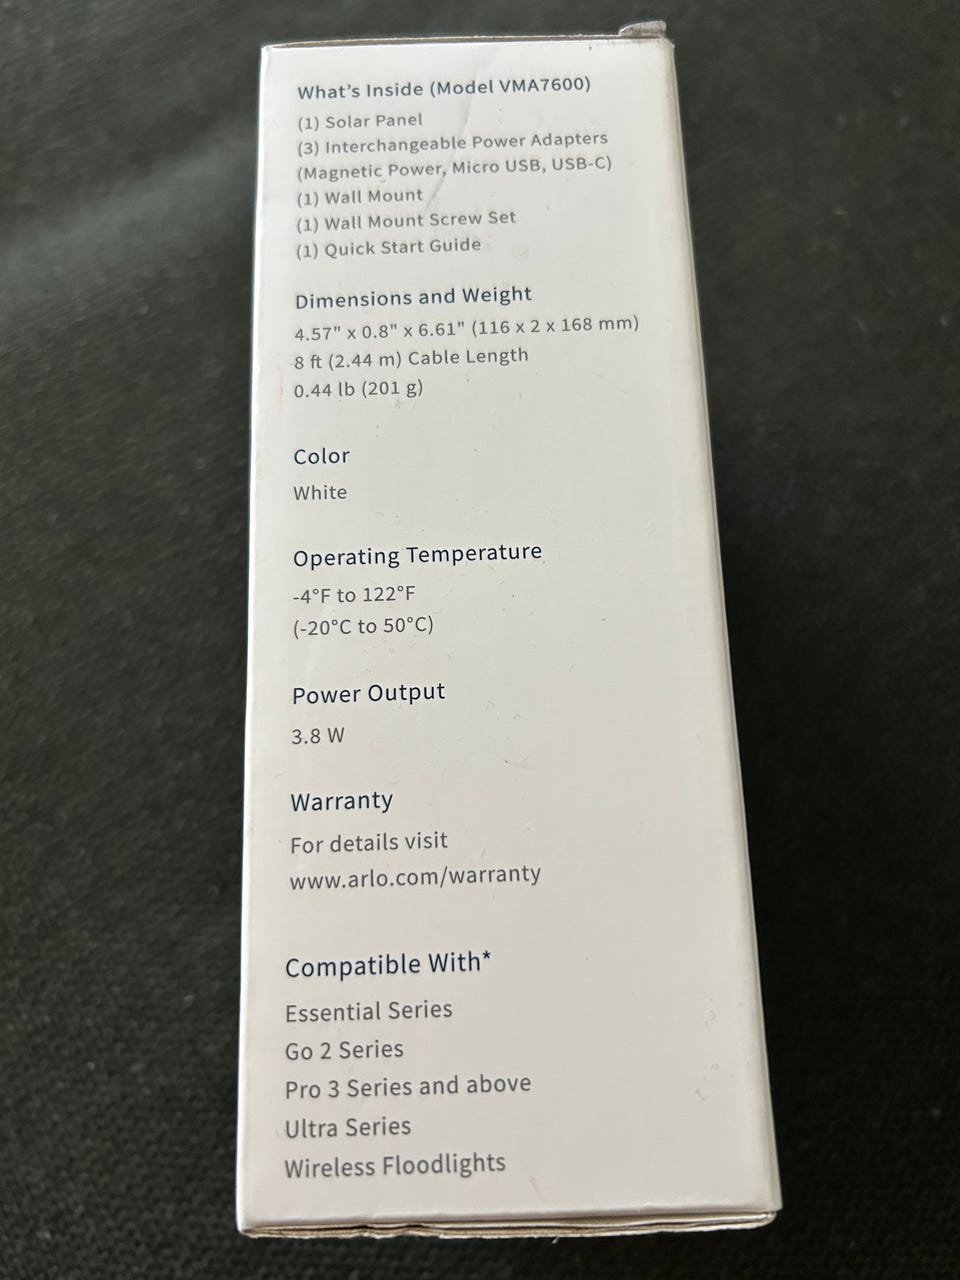 What's Inside (Model VMA7600)
(1) Solar Panel
(3) Interchangeable Power Adapters
(Magnetic Power, Micro USB, USB-C)
(1) Wall Mount
(1) Wall Mount Screw Set
(1) Quick Start Guide
Dimensions and Weight
4.57" x 0.8" x 6.61" (116 x 2 x 168 mm)
8 ft (2.44 m) Cable Length
0.44 lb (201 g)
Color
White
Operating Temperature
-4°F to 122°F
(-20°C to 50°C)
Power Output
3.8 W
Warranty
For details visit
www.arlo.com/warranty
Compatible With*
Essential Series
Go 2 Series
Pro 3 Series and above
Ultra Series
Wireless Floodlights